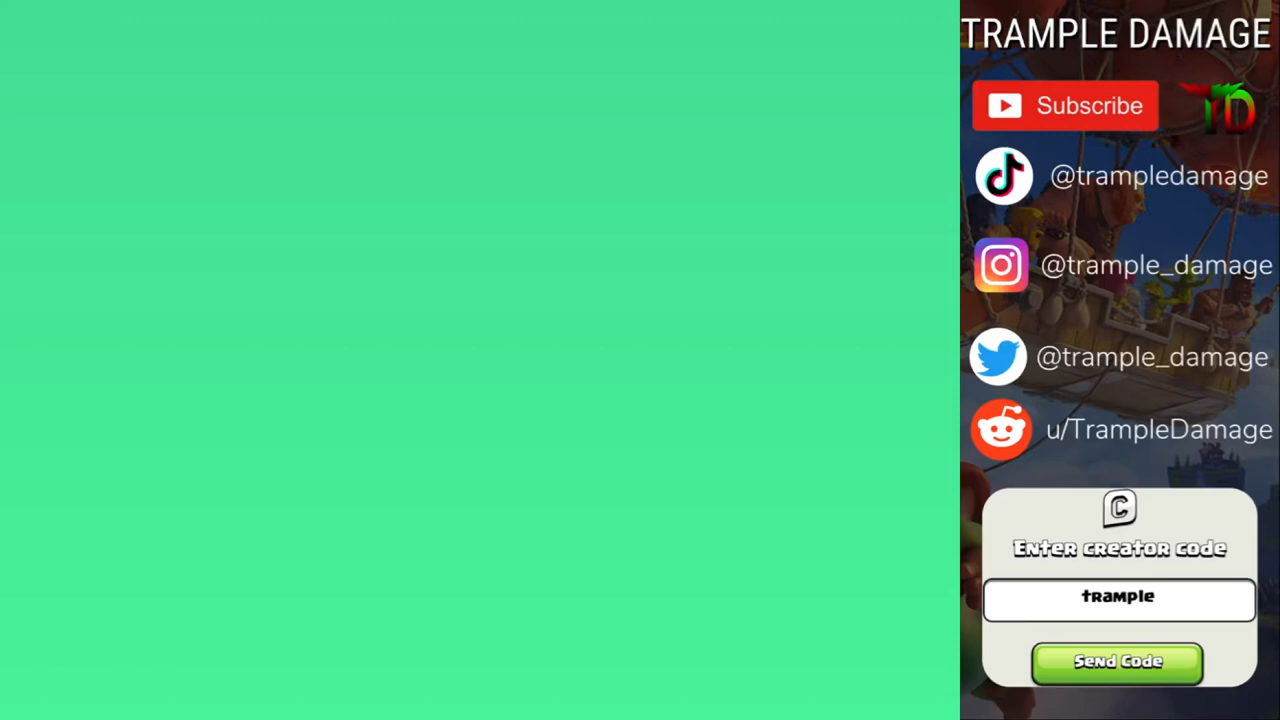 TRAMPLE DAMAGE
Subscribe
TD
@trampledamage
@trample_damage
@trample_damage
u/TrampleDamage
C
Enter creator code
trample
Send Code